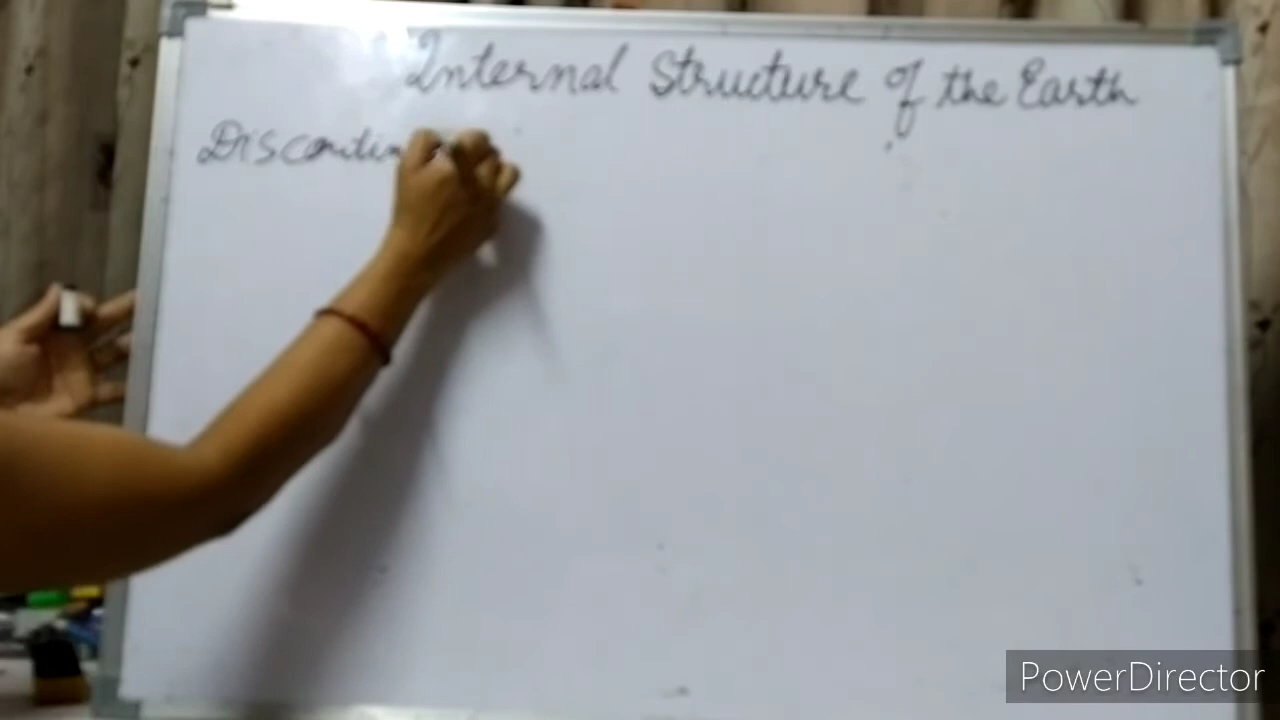 Internal Structure of the Earth
Discontin
PowerDirector